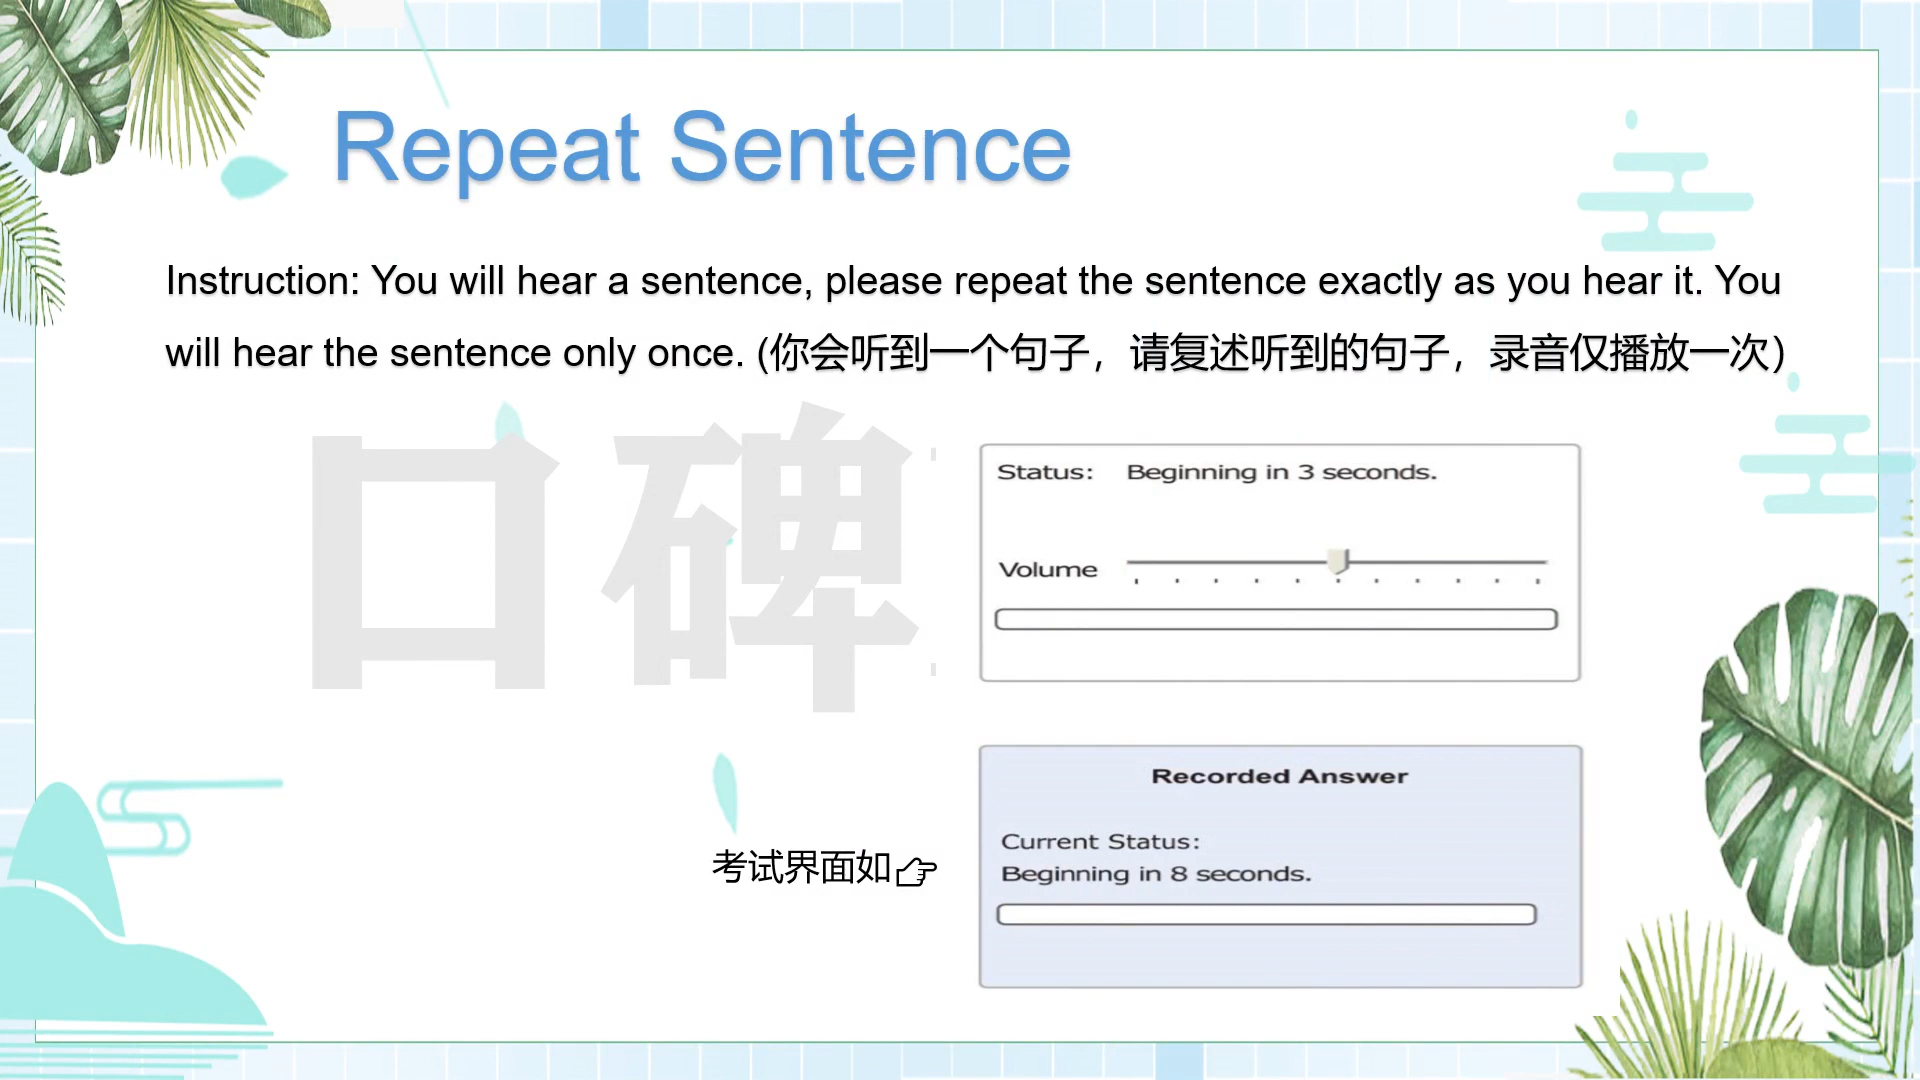 Repeat Sentence
Instruction: You will hear a sentence, please repeat the sentence exactly as you hear it. You
will hear the sentence only once. (你会听到一个句子，请复述听到的句子，录音仅播放一次）
口碑
Status: Beginning in 3 seconds.
Volume
Recorded Answer
Current Status:
Beginning in 8 seconds.
考试界面如